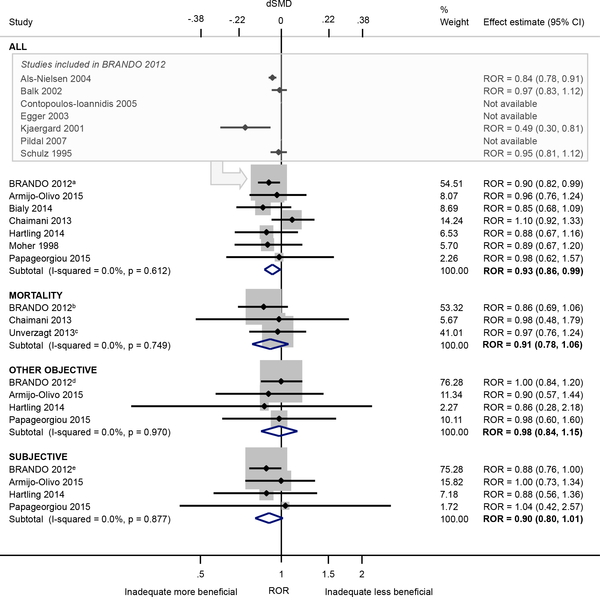 dSMD
%
-.38 -.22 0 .22 .38
Study Weight Effect estimate (95% CI)
ALL
Studies included in BRANDO 2012
Als-Nielsen 2004 ROR = 0.84 (0.78, 0.91)
Balk 2002 ROR = 0.97 (0.83, 1.12)
Contopoulos-Ioannidis 2005 Not available
Egger 2003 Not available
Kjaergard 2001 ROR = 0.49 (0.30, 0.81)
Pildal 2007 Not available
Schulz 1995 ROR = 0.95 (0.81, 1.12)
BRANDO 2012ᵃ 54.51 ROR = 0.90 (0.82, 0.99)
Armijo-Olivo 2015 8.07 ROR = 0.96 (0.76, 1.24)
Bialy 2014 8.69 ROR = 0.85 (0.68, 1.09)
Chaimani 2013 14.24 ROR = 1.10 (0.92, 1.33)
Hartling 2014 6.53 ROR = 0.88 (0.67, 1.16)
Moher 1998 5.70 ROR = 0.89 (0.67, 1.20)
Papageorgiou 2015 2.26 ROR = 0.98 (0.62, 1.57)
Subtotal (I-squared = 0.0%, p = 0.612) 100.00 ROR = 0.93 (0.86, 0.99)
MORTALITY
BRANDO 2012ᵇ 53.32 ROR = 0.86 (0.69, 1.06)
Chaimani 2013 5.67 ROR = 0.98 (0.48, 1.79)
Unverzagt 2013ᶜ 41.01 ROR = 0.97 (0.76, 1.24)
Subtotal (I-squared = 0.0%, p = 0.749) 100.00 ROR = 0.91 (0.78, 1.06)
OTHER OBJECTIVE
BRANDO 2012ᵈ 76.28 ROR = 1.00 (0.84, 1.20)
Armijo-Olivo 2015 11.34 ROR = 0.90 (0.57, 1.44)
Hartling 2014 2.27 ROR = 0.86 (0.28, 2.18)
Papageorgiou 2015 10.11 ROR = 0.98 (0.60, 1.60)
Subtotal (I-squared = 0.0%, p = 0.970) 100.00 ROR = 0.98 (0.84, 1.15)
SUBJECTIVE
BRANDO 2012ᵉ 75.28 ROR = 0.88 (0.76, 1.00)
Armijo-Olivo 2015 15.82 ROR = 1.00 (0.73, 1.34)
Hartling 2014 7.18 ROR = 0.88 (0.56, 1.36)
Papageorgiou 2015 1.72 ROR = 1.04 (0.42, 2.57)
Subtotal (I-squared = 0.0%, p = 0.877) 100.00 ROR = 0.90 (0.80, 1.01)
.5 1 1.5 2
Inadequate more beneficial ROR Inadequate less beneficial